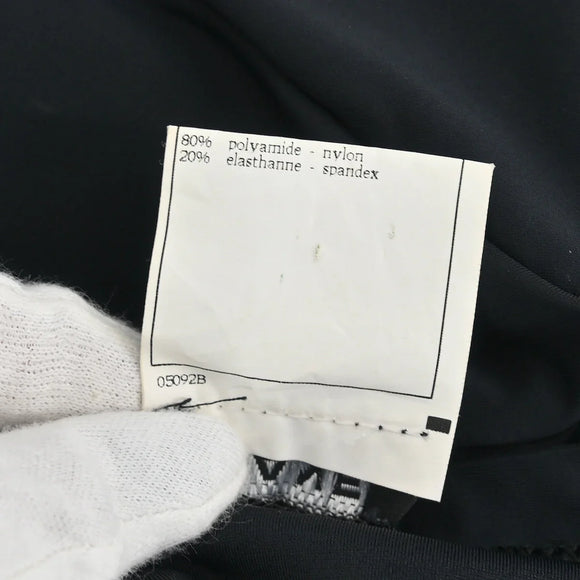 80% polyamide - nylon
20% elasthanne - spandex
05092B